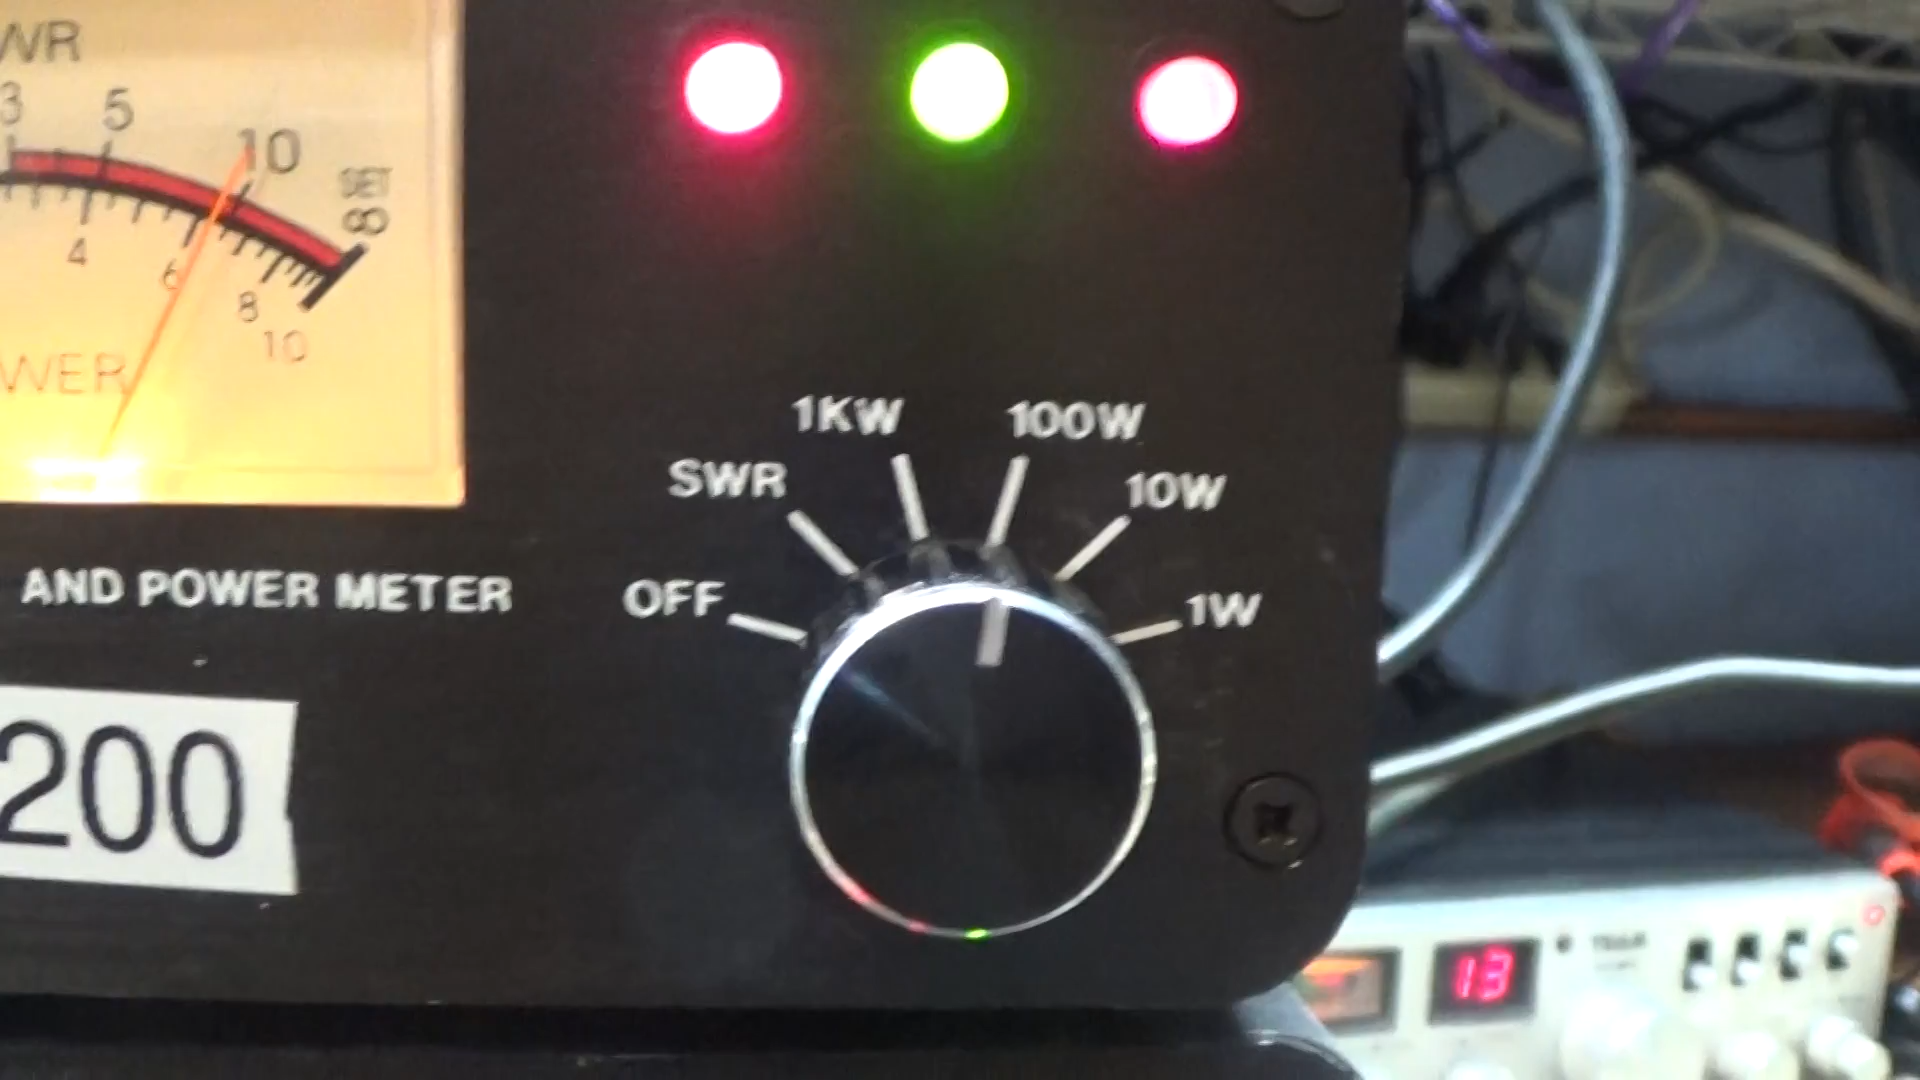 WR
3 5 10 SET
∞
4 6 8 10
WER
1KW 100W
SWR 10W
OFF 1W
AND POWER METER
200
13